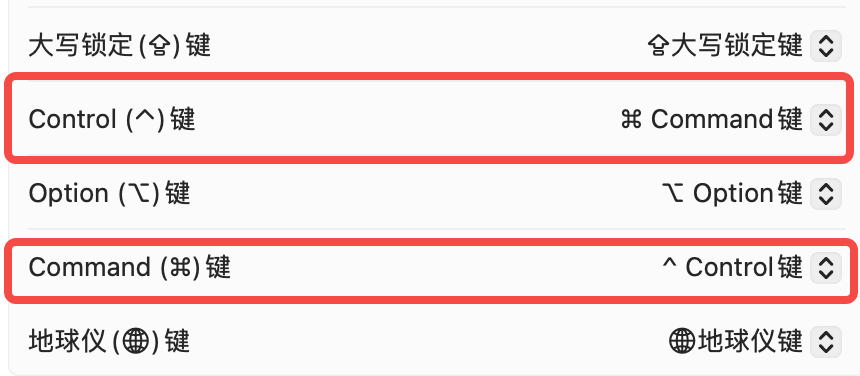 大写锁定 (⇪) 键 ⇪大写锁定键
Control (^) 键 ⌘ Command键
Option (⌥) 键 ⌥ Option键
Command (⌘) 键 ^ Control键
地球仪 (🌐) 键 🌐地球仪键